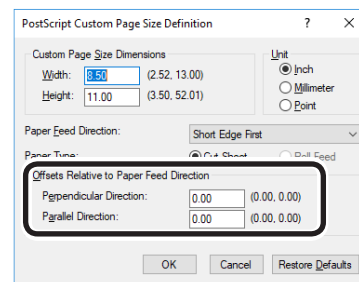 PostScript Custom Page Size Definition ? ×
Custom Page Size Dimensions
Width: 8.50 (2.52, 13.00)
Height: 11.00 (3.50, 52.01)
Unit
Inch
Millimeter
Point
Paper Feed Direction: Short Edge First
Paper Type: Cut Sheet Roll Feed
Offsets Relative to Paper Feed Direction
Perpendicular Direction: 0.00 (0.00, 0.00)
Parallel Direction: 0.00 (0.00, 0.00)
OK Cancel Restore Defaults